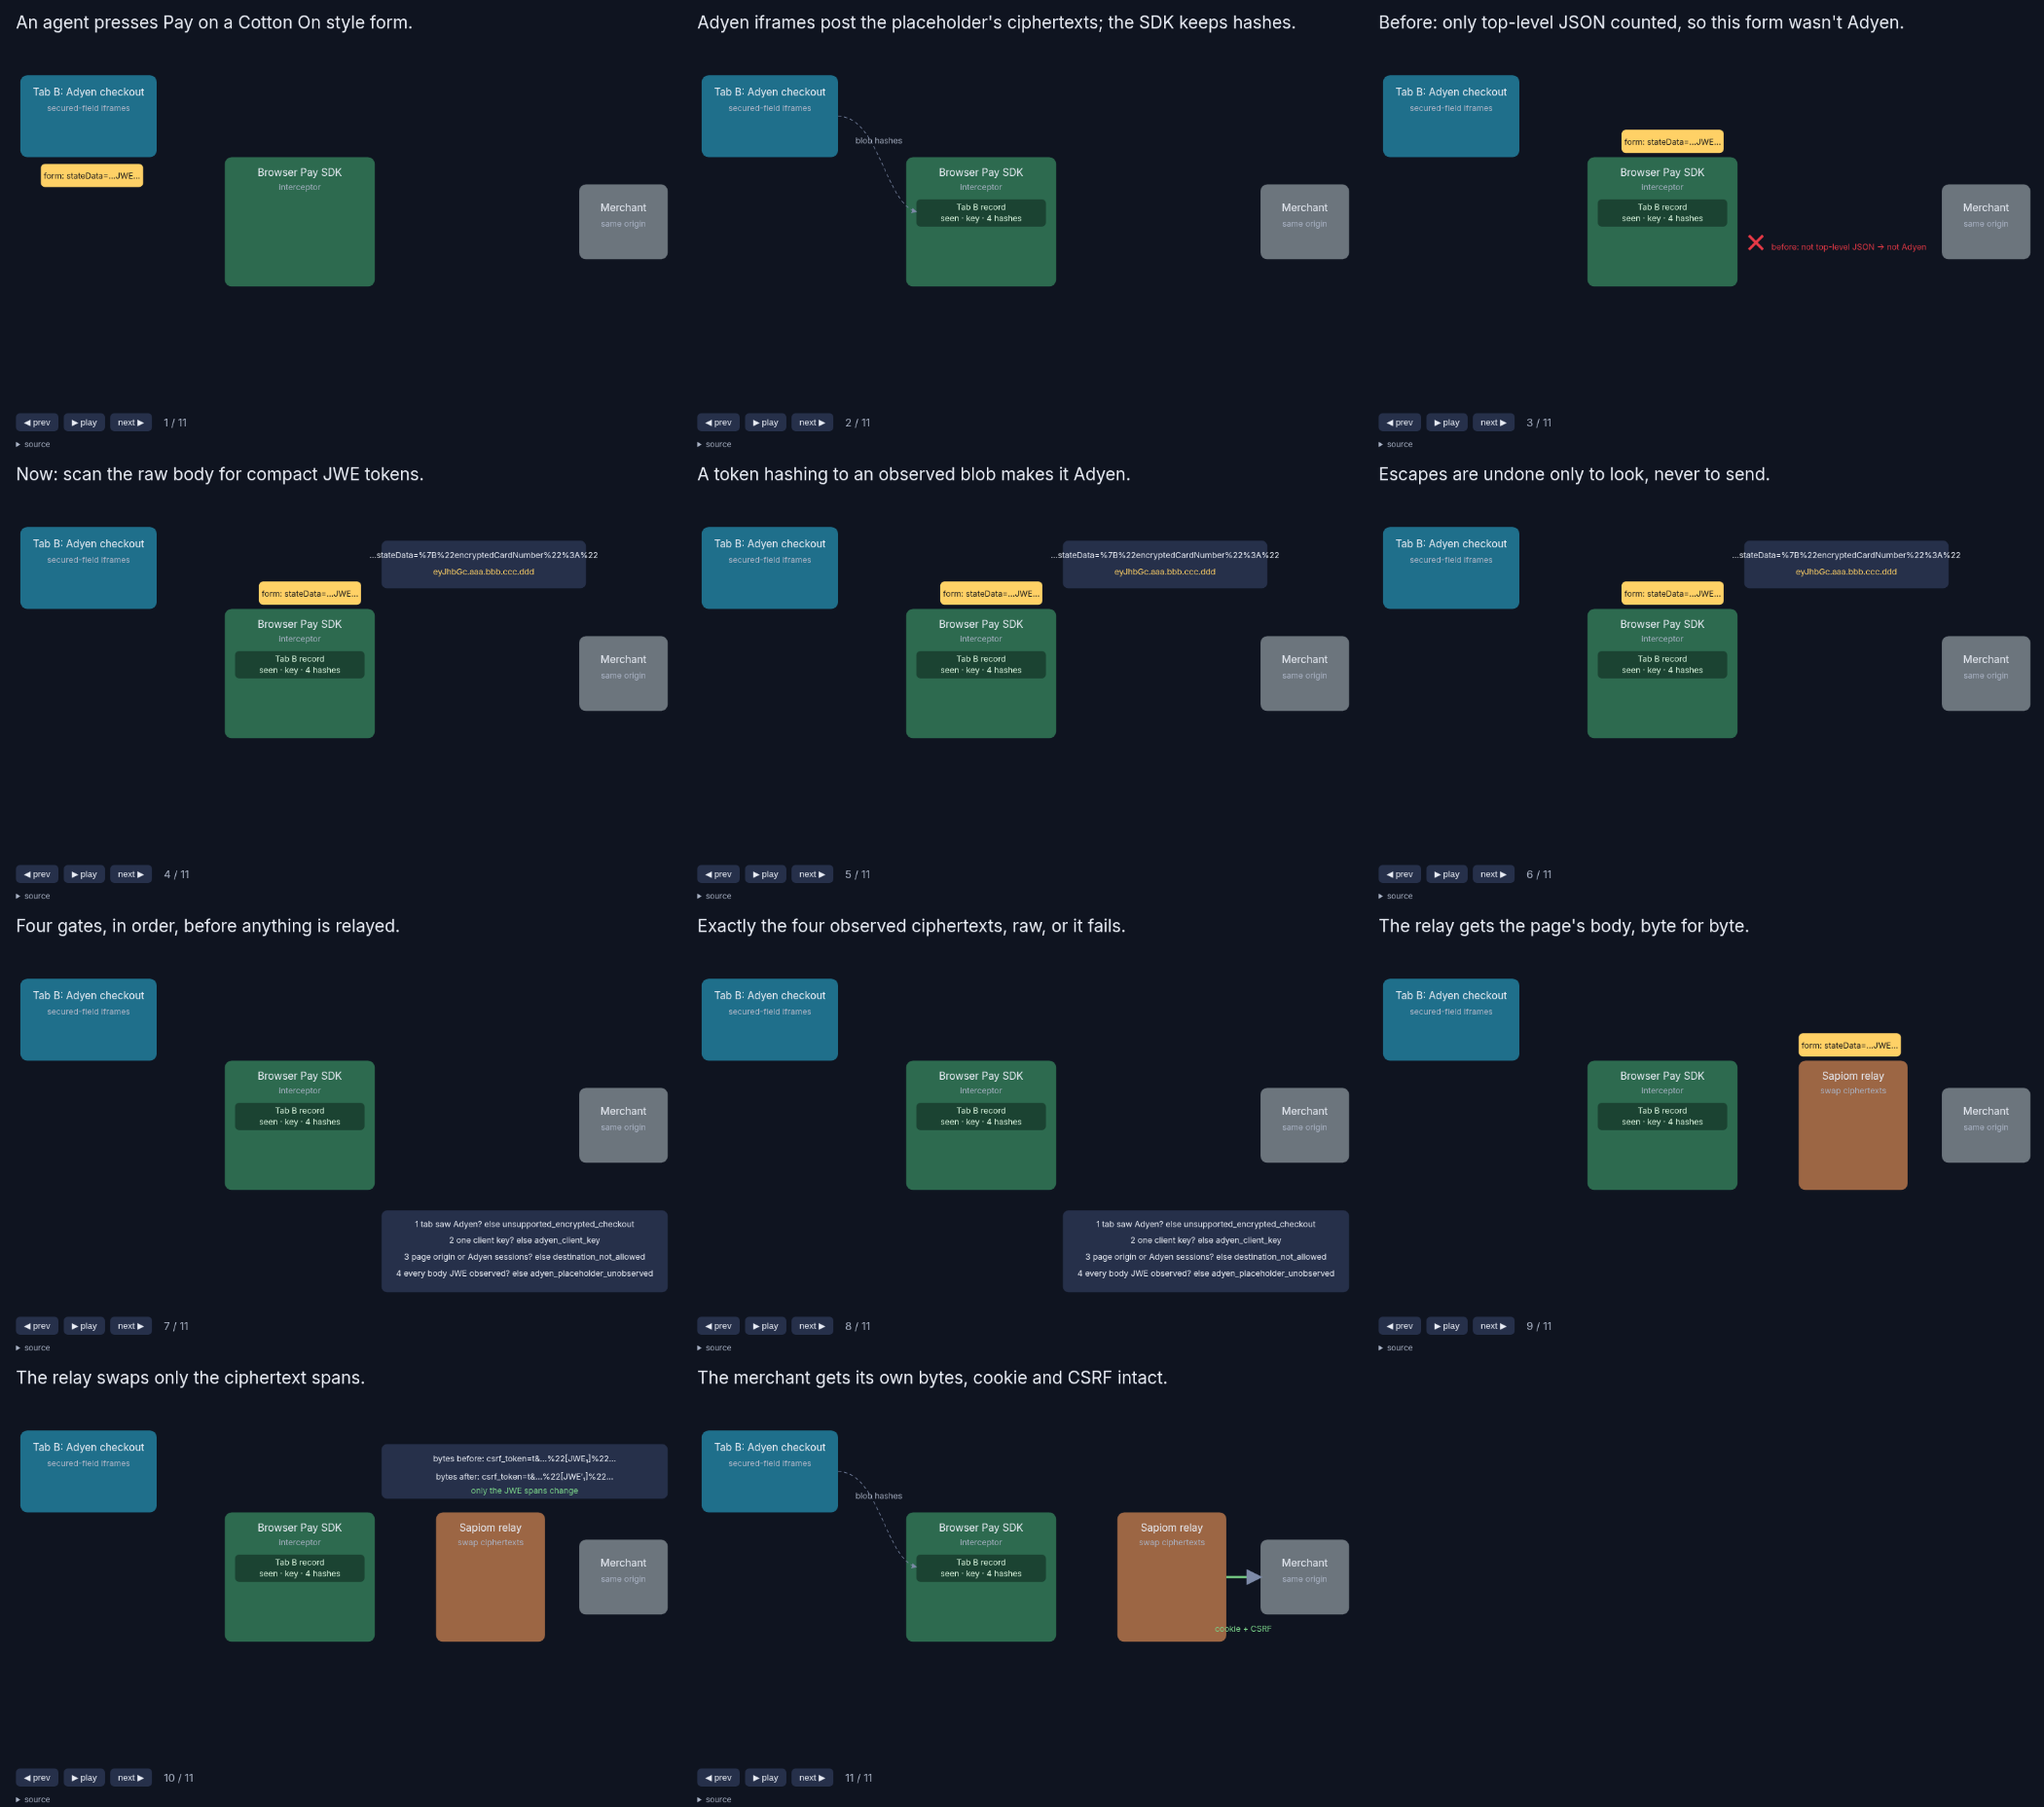 An agent presses Pay on a Cotton On style form.
Tab B: Adyen checkout
secured-field iframes
form: stateData=...JWE...
Browser Pay SDK
Interceptor
Merchant
same origin
◀ prev
▶ play
next ▶
1 / 11
▶ source
Adyen iframes post the placeholder's ciphertexts; the SDK keeps hashes.
Tab B: Adyen checkout
secured-field iframes
blob hashes
Browser Pay SDK
Interceptor
Tab B record
seen · key · 4 hashes
Merchant
same origin
◀ prev
▶ play
next ▶
2 / 11
▶ source
Before: only top-level JSON counted, so this form wasn't Adyen.
Tab B: Adyen checkout
secured-field iframes
form: stateData=...JWE...
Browser Pay SDK
Interceptor
Tab B record
seen · key · 4 hashes
before: not top-level JSON → not Adyen
Merchant
same origin
◀ prev
▶ play
next ▶
3 / 11
▶ source
Now: scan the raw body for compact JWE tokens.
Tab B: Adyen checkout
secured-field iframes
...stateData=%7B%22encryptedCardNumber%22%3A%22
eyJhbGc.aaa.bbb.ccc.ddd
form: stateData=...JWE...
Browser Pay SDK
Interceptor
Tab B record
seen · key · 4 hashes
Merchant
same origin
◀ prev
▶ play
next ▶
4 / 11
▶ source
A token hashing to an observed blob makes it Adyen.
Tab B: Adyen checkout
secured-field iframes
...stateData=%7B%22encryptedCardNumber%22%3A%22
eyJhbGc.aaa.bbb.ccc.ddd
form: stateData=...JWE...
Browser Pay SDK
Interceptor
Tab B record
seen · key · 4 hashes
Merchant
same origin
◀ prev
▶ play
next ▶
5 / 11
▶ source
Escapes are undone only to look, never to send.
Tab B: Adyen checkout
secured-field iframes
...stateData=%7B%22encryptedCardNumber%22%3A%22
eyJhbGc.aaa.bbb.ccc.ddd
form: stateData=...JWE...
Browser Pay SDK
Interceptor
Tab B record
seen · key · 4 hashes
Merchant
same origin
◀ prev
▶ play
next ▶
6 / 11
▶ source
Four gates, in order, before anything is relayed.
Tab B: Adyen checkout
secured-field iframes
Browser Pay SDK
Interceptor
Tab B record
seen · key · 4 hashes
Merchant
same origin
1 tab saw Adyen? else unsupported_encrypted_checkout
2 one client key? else adyen_client_key
3 page origin or Adyen sessions? else destination_not_allowed
4 every body JWE observed? else adyen_placeholder_unobserved
◀ prev
▶ play
next ▶
7 / 11
▶ source
Exactly the four observed ciphertexts, raw, or it fails.
Tab B: Adyen checkout
secured-field iframes
Browser Pay SDK
Interceptor
Tab B record
seen · key · 4 hashes
Merchant
same origin
1 tab saw Adyen? else unsupported_encrypted_checkout
2 one client key? else adyen_client_key
3 page origin or Adyen sessions? else destination_not_allowed
4 every body JWE observed? else adyen_placeholder_unobserved
◀ prev
▶ play
next ▶
8 / 11
▶ source
The relay gets the page's body, byte for byte.
Tab B: Adyen checkout
secured-field iframes
form: stateData=...JWE...
Browser Pay SDK
Interceptor
Tab B record
seen · key · 4 hashes
Sapiom relay
swap ciphertexts
Merchant
same origin
◀ prev
▶ play
next ▶
9 / 11
▶ source
The relay swaps only the ciphertext spans.
Tab B: Adyen checkout
secured-field iframes
bytes before: csrf_token=t&...%22[JWE₁]%22...
bytes after: csrf_token=t&...%22[JWE'₁]%22...
only the JWE spans change
Browser Pay SDK
Interceptor
Tab B record
seen · key · 4 hashes
Sapiom relay
swap ciphertexts
Merchant
same origin
◀ prev
▶ play
next ▶
10 / 11
▶ source
The merchant gets its own bytes, cookie and CSRF intact.
Tab B: Adyen checkout
secured-field iframes
blob hashes
Browser Pay SDK
Interceptor
Tab B record
seen · key · 4 hashes
Sapiom relay
swap ciphertexts
Merchant
same origin
cookie + CSRF
◀ prev
▶ play
next ▶
11 / 11
▶ source